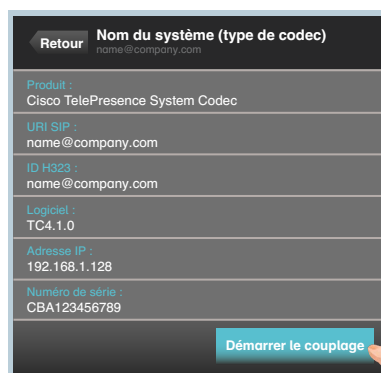 Retour
Nom du système (type de codec)
name@company.com
Produit :
Cisco TelePresence System Codec
URI SIP :
name@company.com
ID H323 :
name@company.com
Logiciel :
TC4.1.0
Adresse IP :
192.168.1.128
Numéro de série :
CBA123456789
Démarrer le couplage